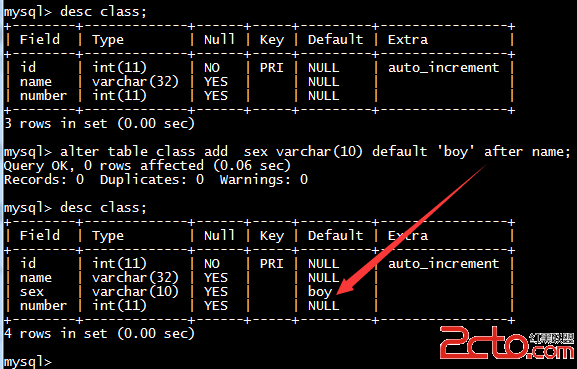 mysql> desc class;
+--------+-------------+------+-----+---------+----------------+
| Field | Type | Null | Key | Default | Extra |
+--------+-------------+------+-----+---------+----------------+
| id | int(11) | NO | PRI | NULL | auto_increment |
| name | varchar(32) | YES | | NULL | |
| number | int(11) | YES | | NULL | |
+--------+-------------+------+-----+---------+----------------+
3 rows in set (0.00 sec)
mysql> alter table class add  sex varchar(10) default 'boy' after name;
Query OK, 0 rows affected (0.06 sec)
Records: 0  Duplicates: 0  Warnings: 0
mysql> desc class;
+--------+-------------+------+-----+---------+----------------+
| Field | Type | Null | Key | Default | Extra |
+--------+-------------+------+-----+---------+----------------+
| id | int(11) | NO | PRI | NULL | auto_increment |
| name | varchar(32) | YES | | NULL | |
| sex | varchar(10) | YES | | boy | |
| number | int(11) | YES | | NULL | |
+--------+-------------+------+-----+---------+----------------+
4 rows in set (0.00 sec)
mysql>
2cto.com